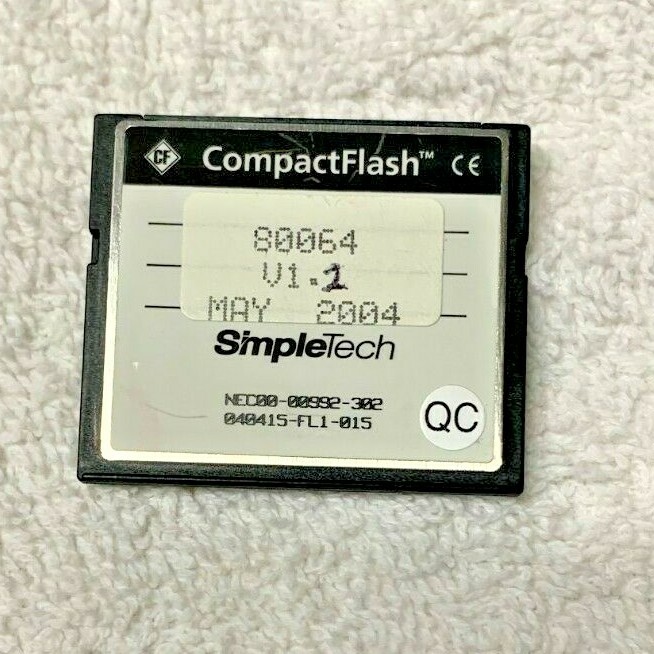 CF CompactFlash™ CE
80064
V1.1
MAY 2004
SimpleTech
NEC00-00992-302
040415-FL1-015
QC